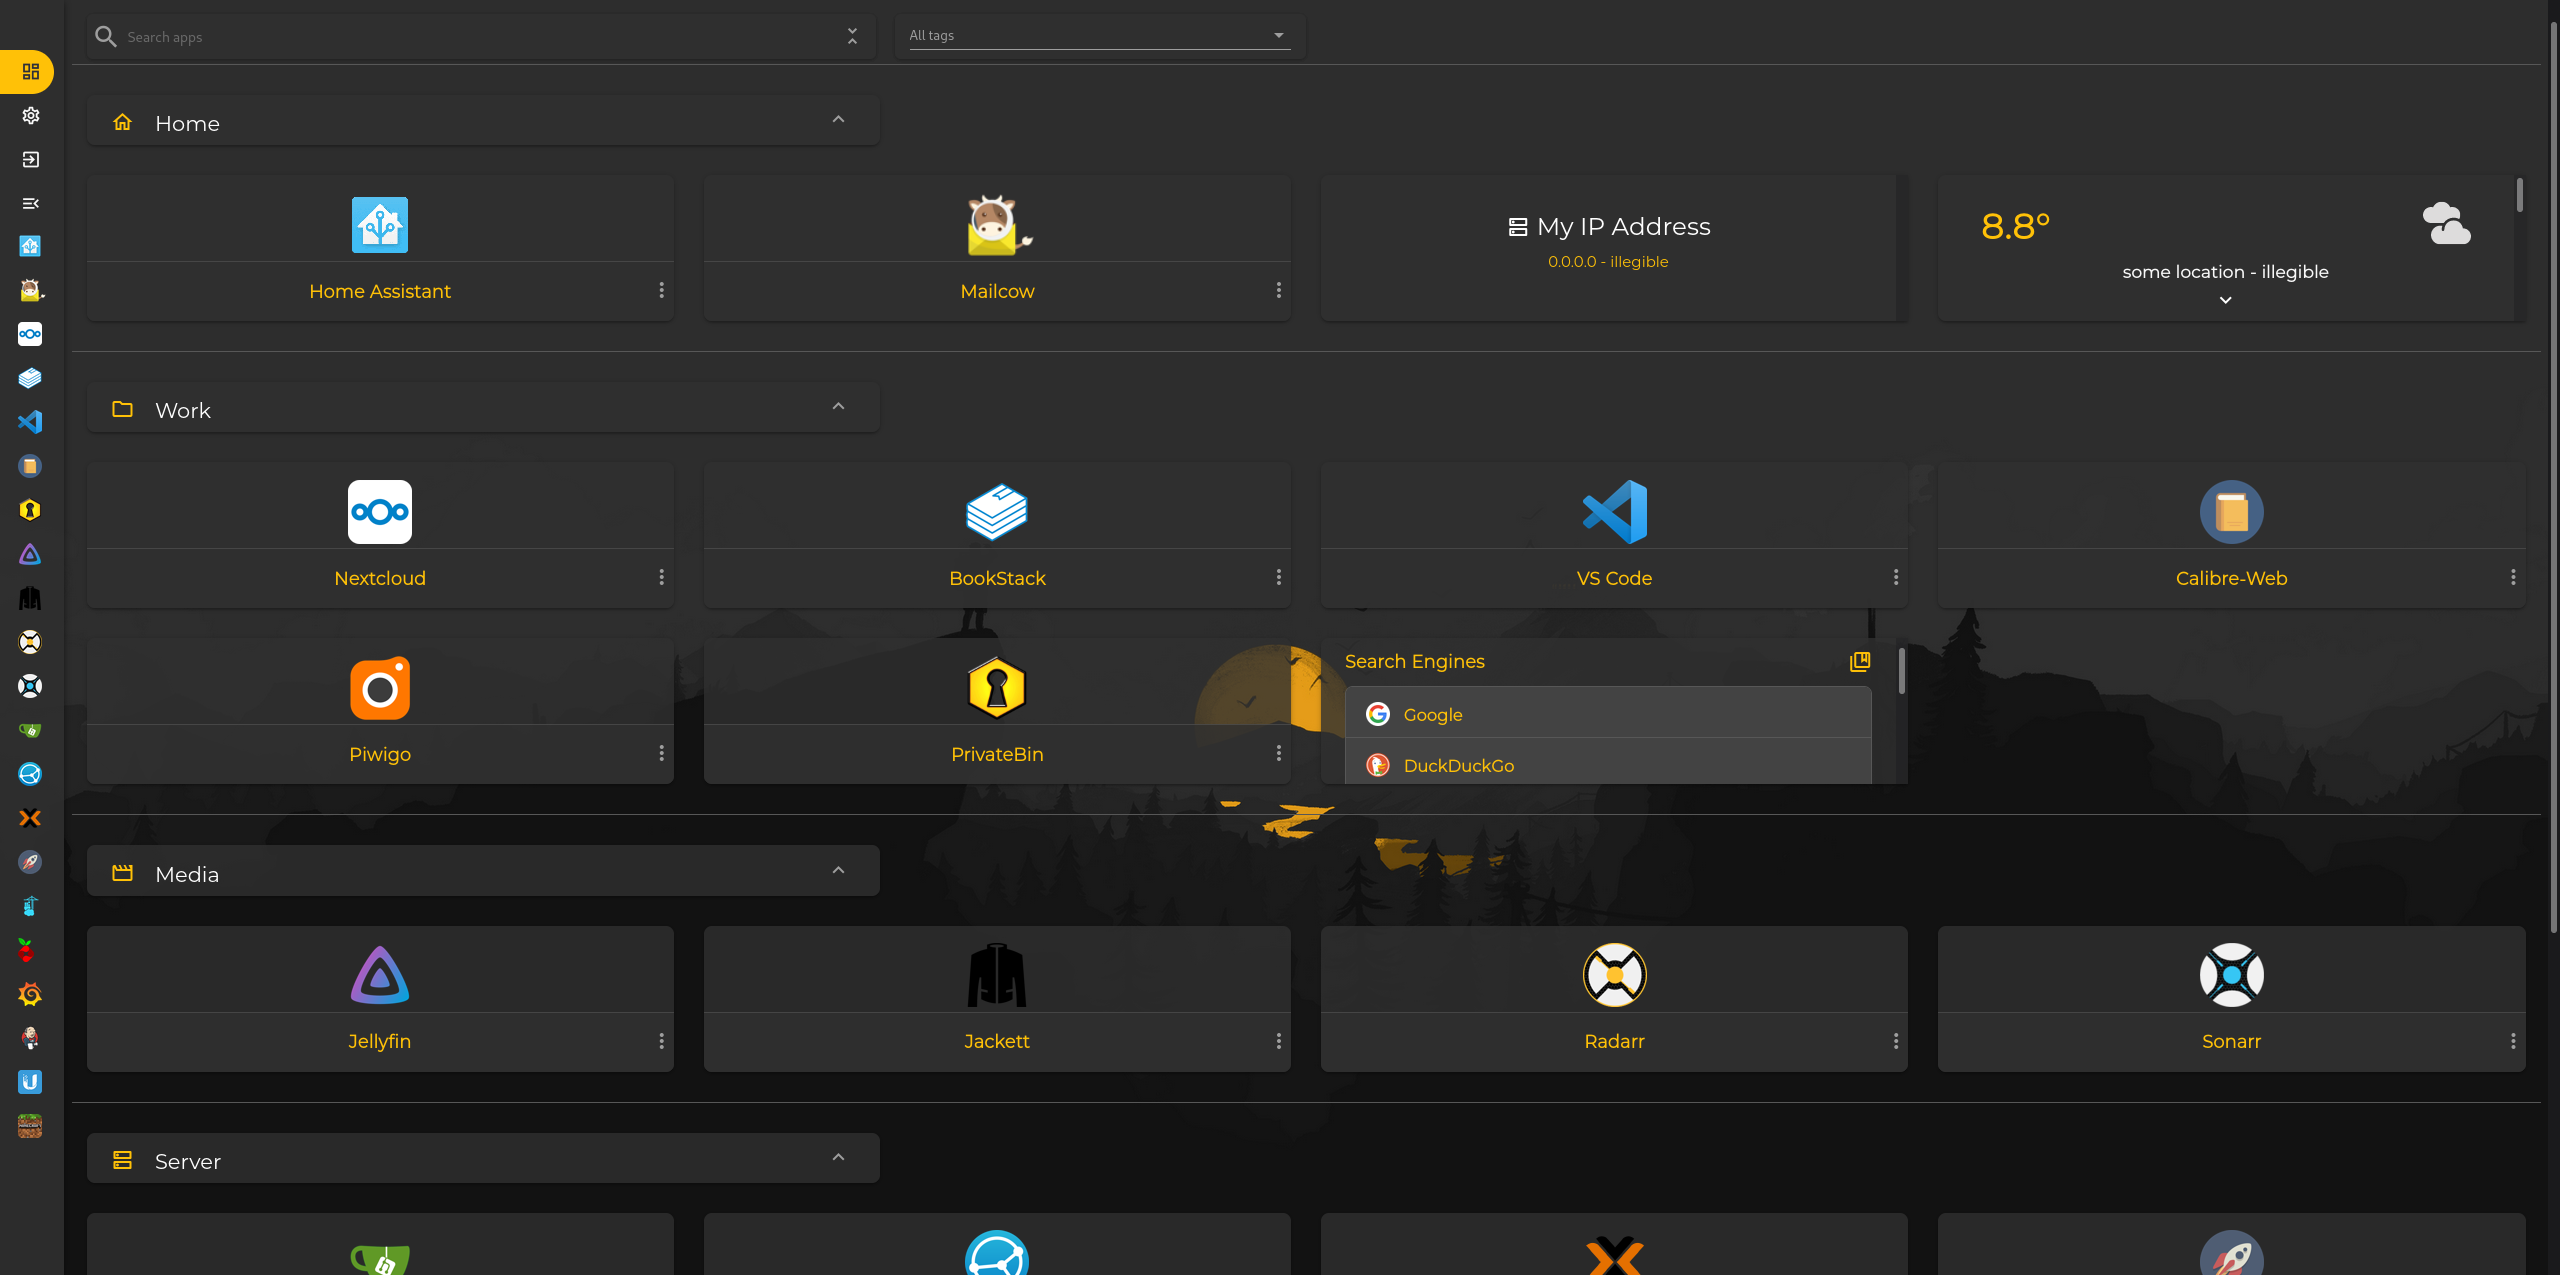 Search apps
All tags
Home
Home Assistant
Mailcow
My IP Address
0.0.0.0 - illegible
8.8°
some location - illegible
Work
Nextcloud
BookStack
VS Code
Calibre-Web
Piwigo
PrivateBin
Search Engines
Google
DuckDuckGo
Media
Jellyfin
Jackett
Radarr
Sonarr
Server